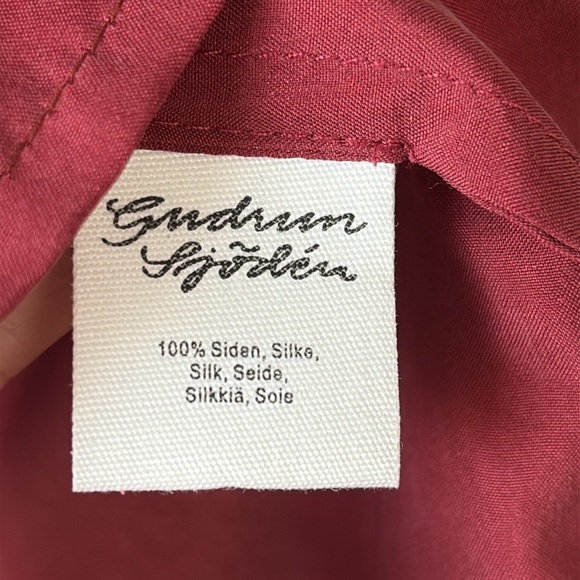 Gudrun
Sjödén
100% Siden, Silke,
Silk, Seide,
Silkkiä, Soie